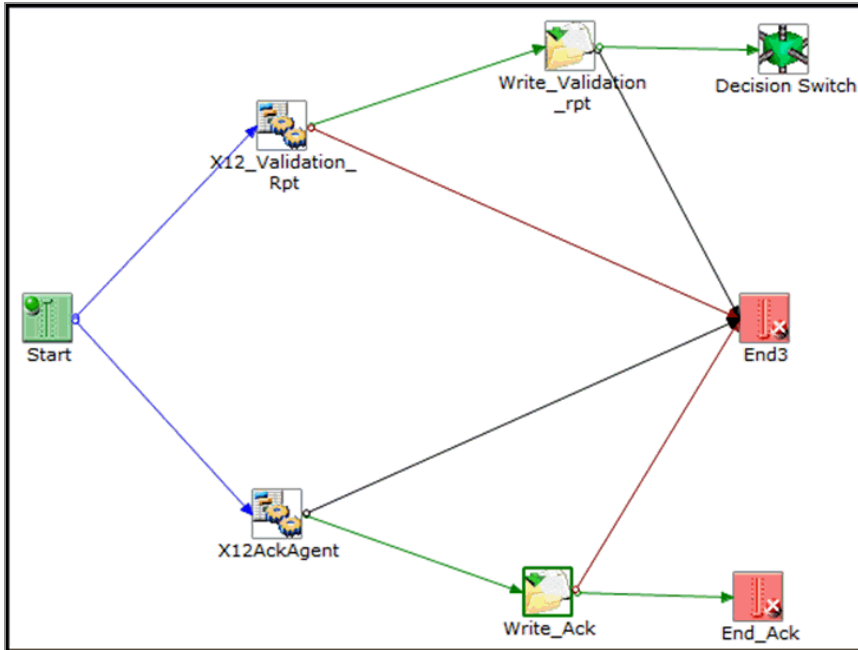 Write_Validation
_rpt
Decision Switch
X12_Validation_
Rpt
Start
End3
X12AckAgent
Write_Ack
End_Ack